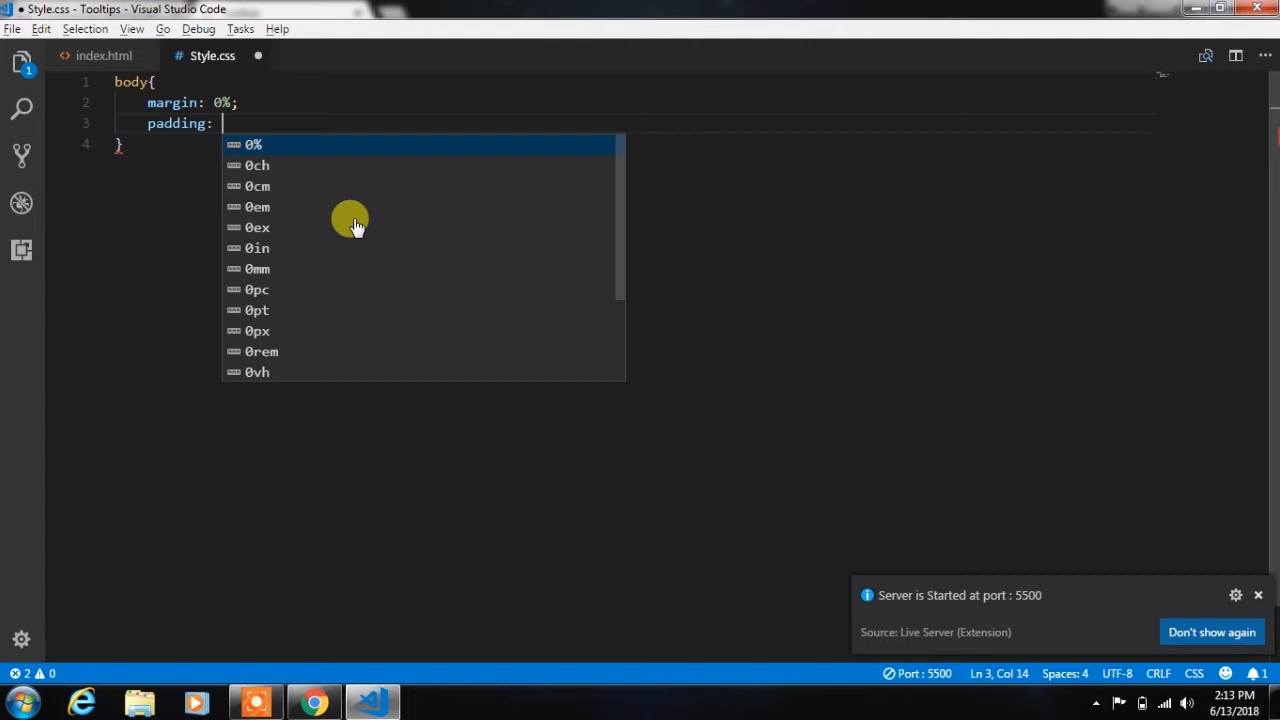 ● Style.css - Tooltips - Visual Studio Code
File Edit Selection View Go Debug Tasks Help
index.html # Style.css ●
1 body{
2 margin: 0%;
3 padding:
4 }
0%
0ch
0cm
0em
0ex
0in
0mm
0pc
0pt
0px
0rem
0vh
1
Server is Started at port : 5500
Source: Live Server (Extension)
Don't show again
2 0 Port : 5500 Ln 3, Col 14 Spaces: 4 UTF-8 CRLF CSS 1
2:13 PM
6/13/2018